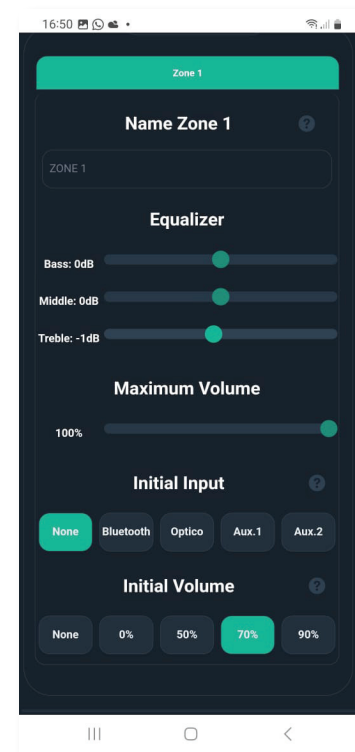 16:50
Zone 1
Name Zone 1 ?
ZONE 1
Equalizer
Bass: 0dB
Middle: 0dB
Treble: -1dB
Maximum Volume
100%
Initial Input ?
None Bluetooth Optico Aux.1 Aux.2
Initial Volume ?
None 0% 50% 70% 90%